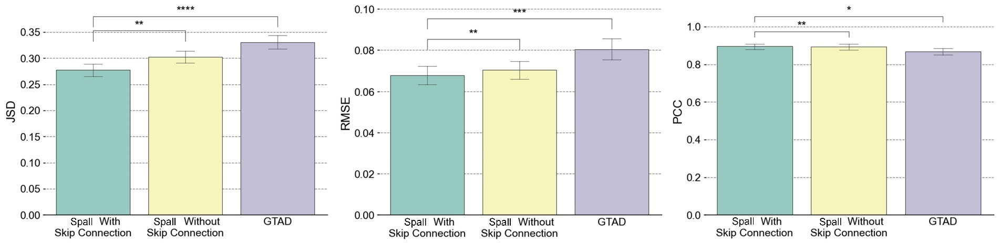 ****
**
0.35
0.30
0.25
0.20
0.15
0.10
0.05
0.00
JSD
Spall With
Skip Connection
Spall Without
Skip Connection
GTAD
0.10
***
**
0.08
0.06
0.04
0.02
0.00
RMSE
Spall With
Skip Connection
Spall Without
Skip Connection
GTAD
*
**
1.0
0.8
0.6
0.4
0.2
0.0
PCC
Spall With
Skip Connection
Spall Without
Skip Connection
GTAD